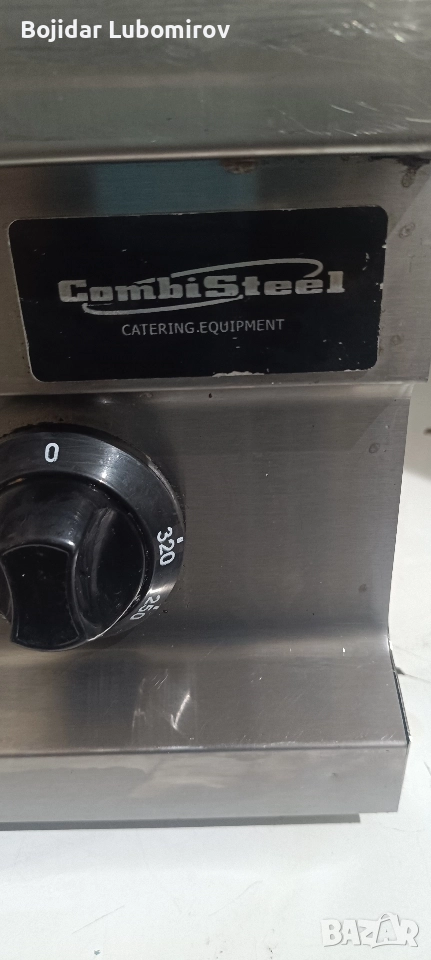 Bojidar Lubomirov
CombiSteel
CATERING.EQUIPMENT
0
320
250
BAZAR